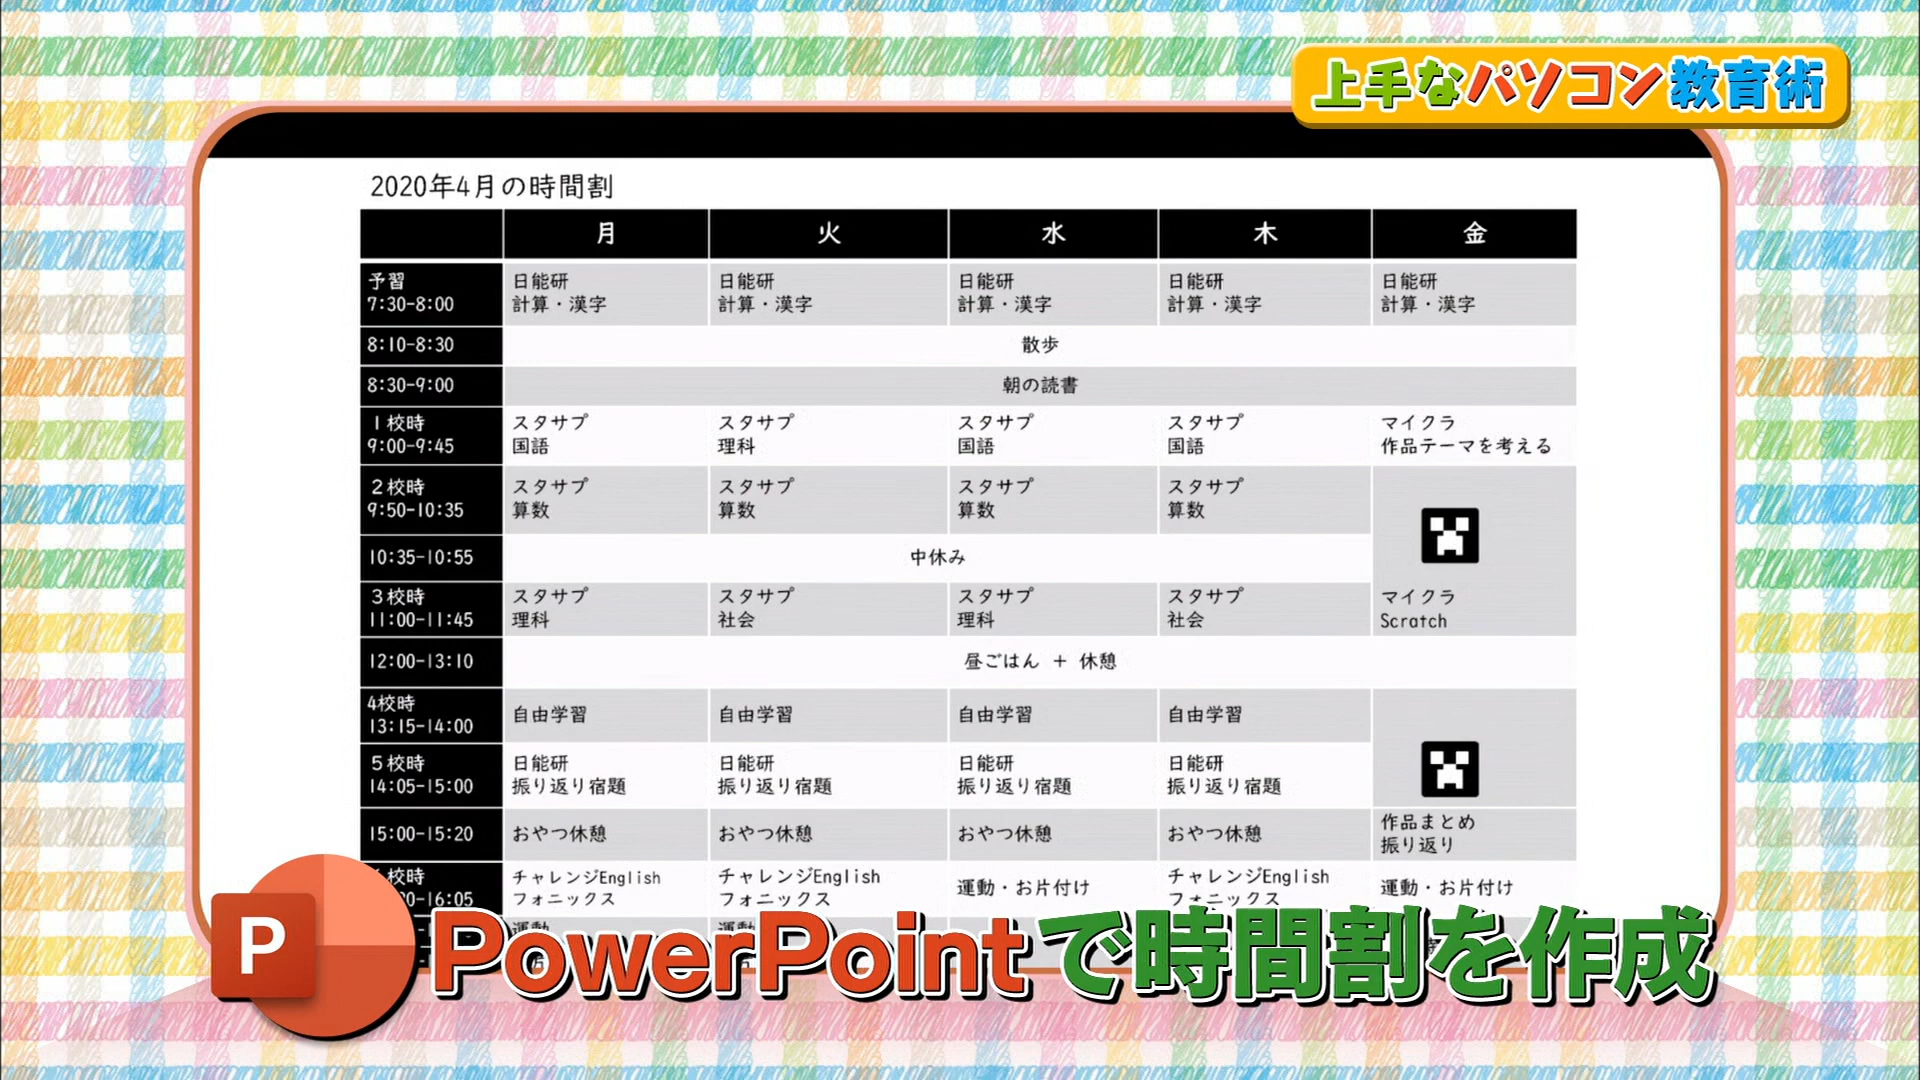 上手なパソコン教育術
2020年4月の時間割
月 火 水 木 金
予習
7:30-8:00
日能研
計算・漢字
日能研
計算・漢字
日能研
計算・漢字
日能研
計算・漢字
日能研
計算・漢字
8:10-8:30
散歩
8:30-9:00
朝の読書
1校時
9:00-9:45
スタサプ
国語
スタサプ
理科
スタサプ
国語
スタサプ
国語
マイクラ
作品テーマを考える
2校時
9:50-10:35
スタサプ
算数
スタサプ
算数
スタサプ
算数
スタサプ
算数
10:35-10:55
中休み
3校時
11:00-11:45
スタサプ
理科
スタサプ
社会
スタサプ
理科
スタサプ
社会
マイクラ
Scratch
12:00-13:10
昼ごはん + 休憩
4校時
13:15-14:00
自由学習
自由学習
自由学習
自由学習
5校時
14:05-15:00
日能研
振り返り宿題
日能研
振り返り宿題
日能研
振り返り宿題
日能研
振り返り宿題
15:00-15:20
おやつ休憩
おやつ休憩
おやつ休憩
おやつ休憩
作品まとめ
振り返り
校時
0-16:05
チャレンジEnglish
フォニックス
チャレンジEnglish
フォニックス
運動・お片付け
チャレンジEnglish
フォニックス
運動・お片付け
運動
運動
P
PowerPointで時間割を作成